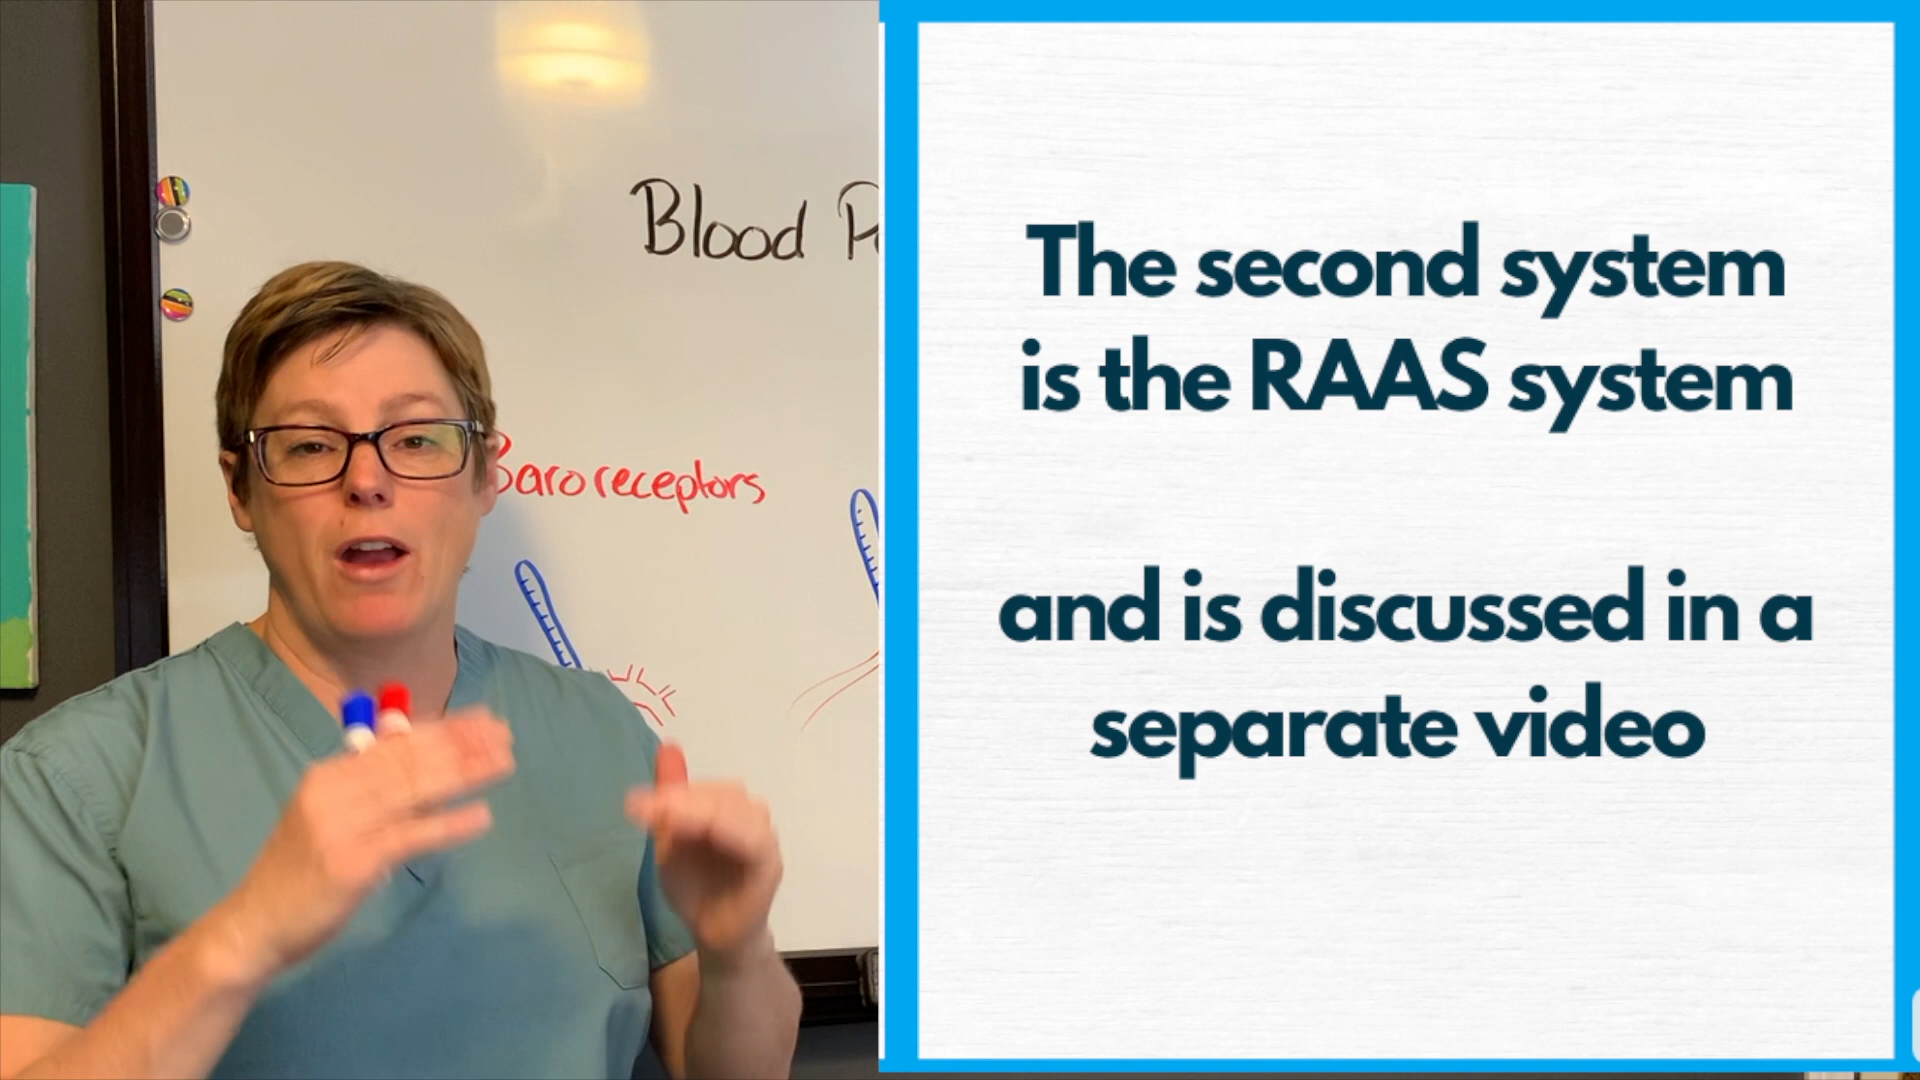 Blood P
Baroreceptors
The second system
is the RAAS system
and is discussed in a
separate video